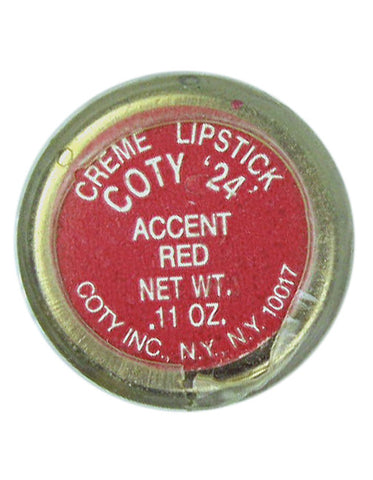 CREME LIPSTICK
COTY '24'
ACCENT
RED
NET WT.
.11 OZ.
COTY INC., N.Y., N.Y. 10017